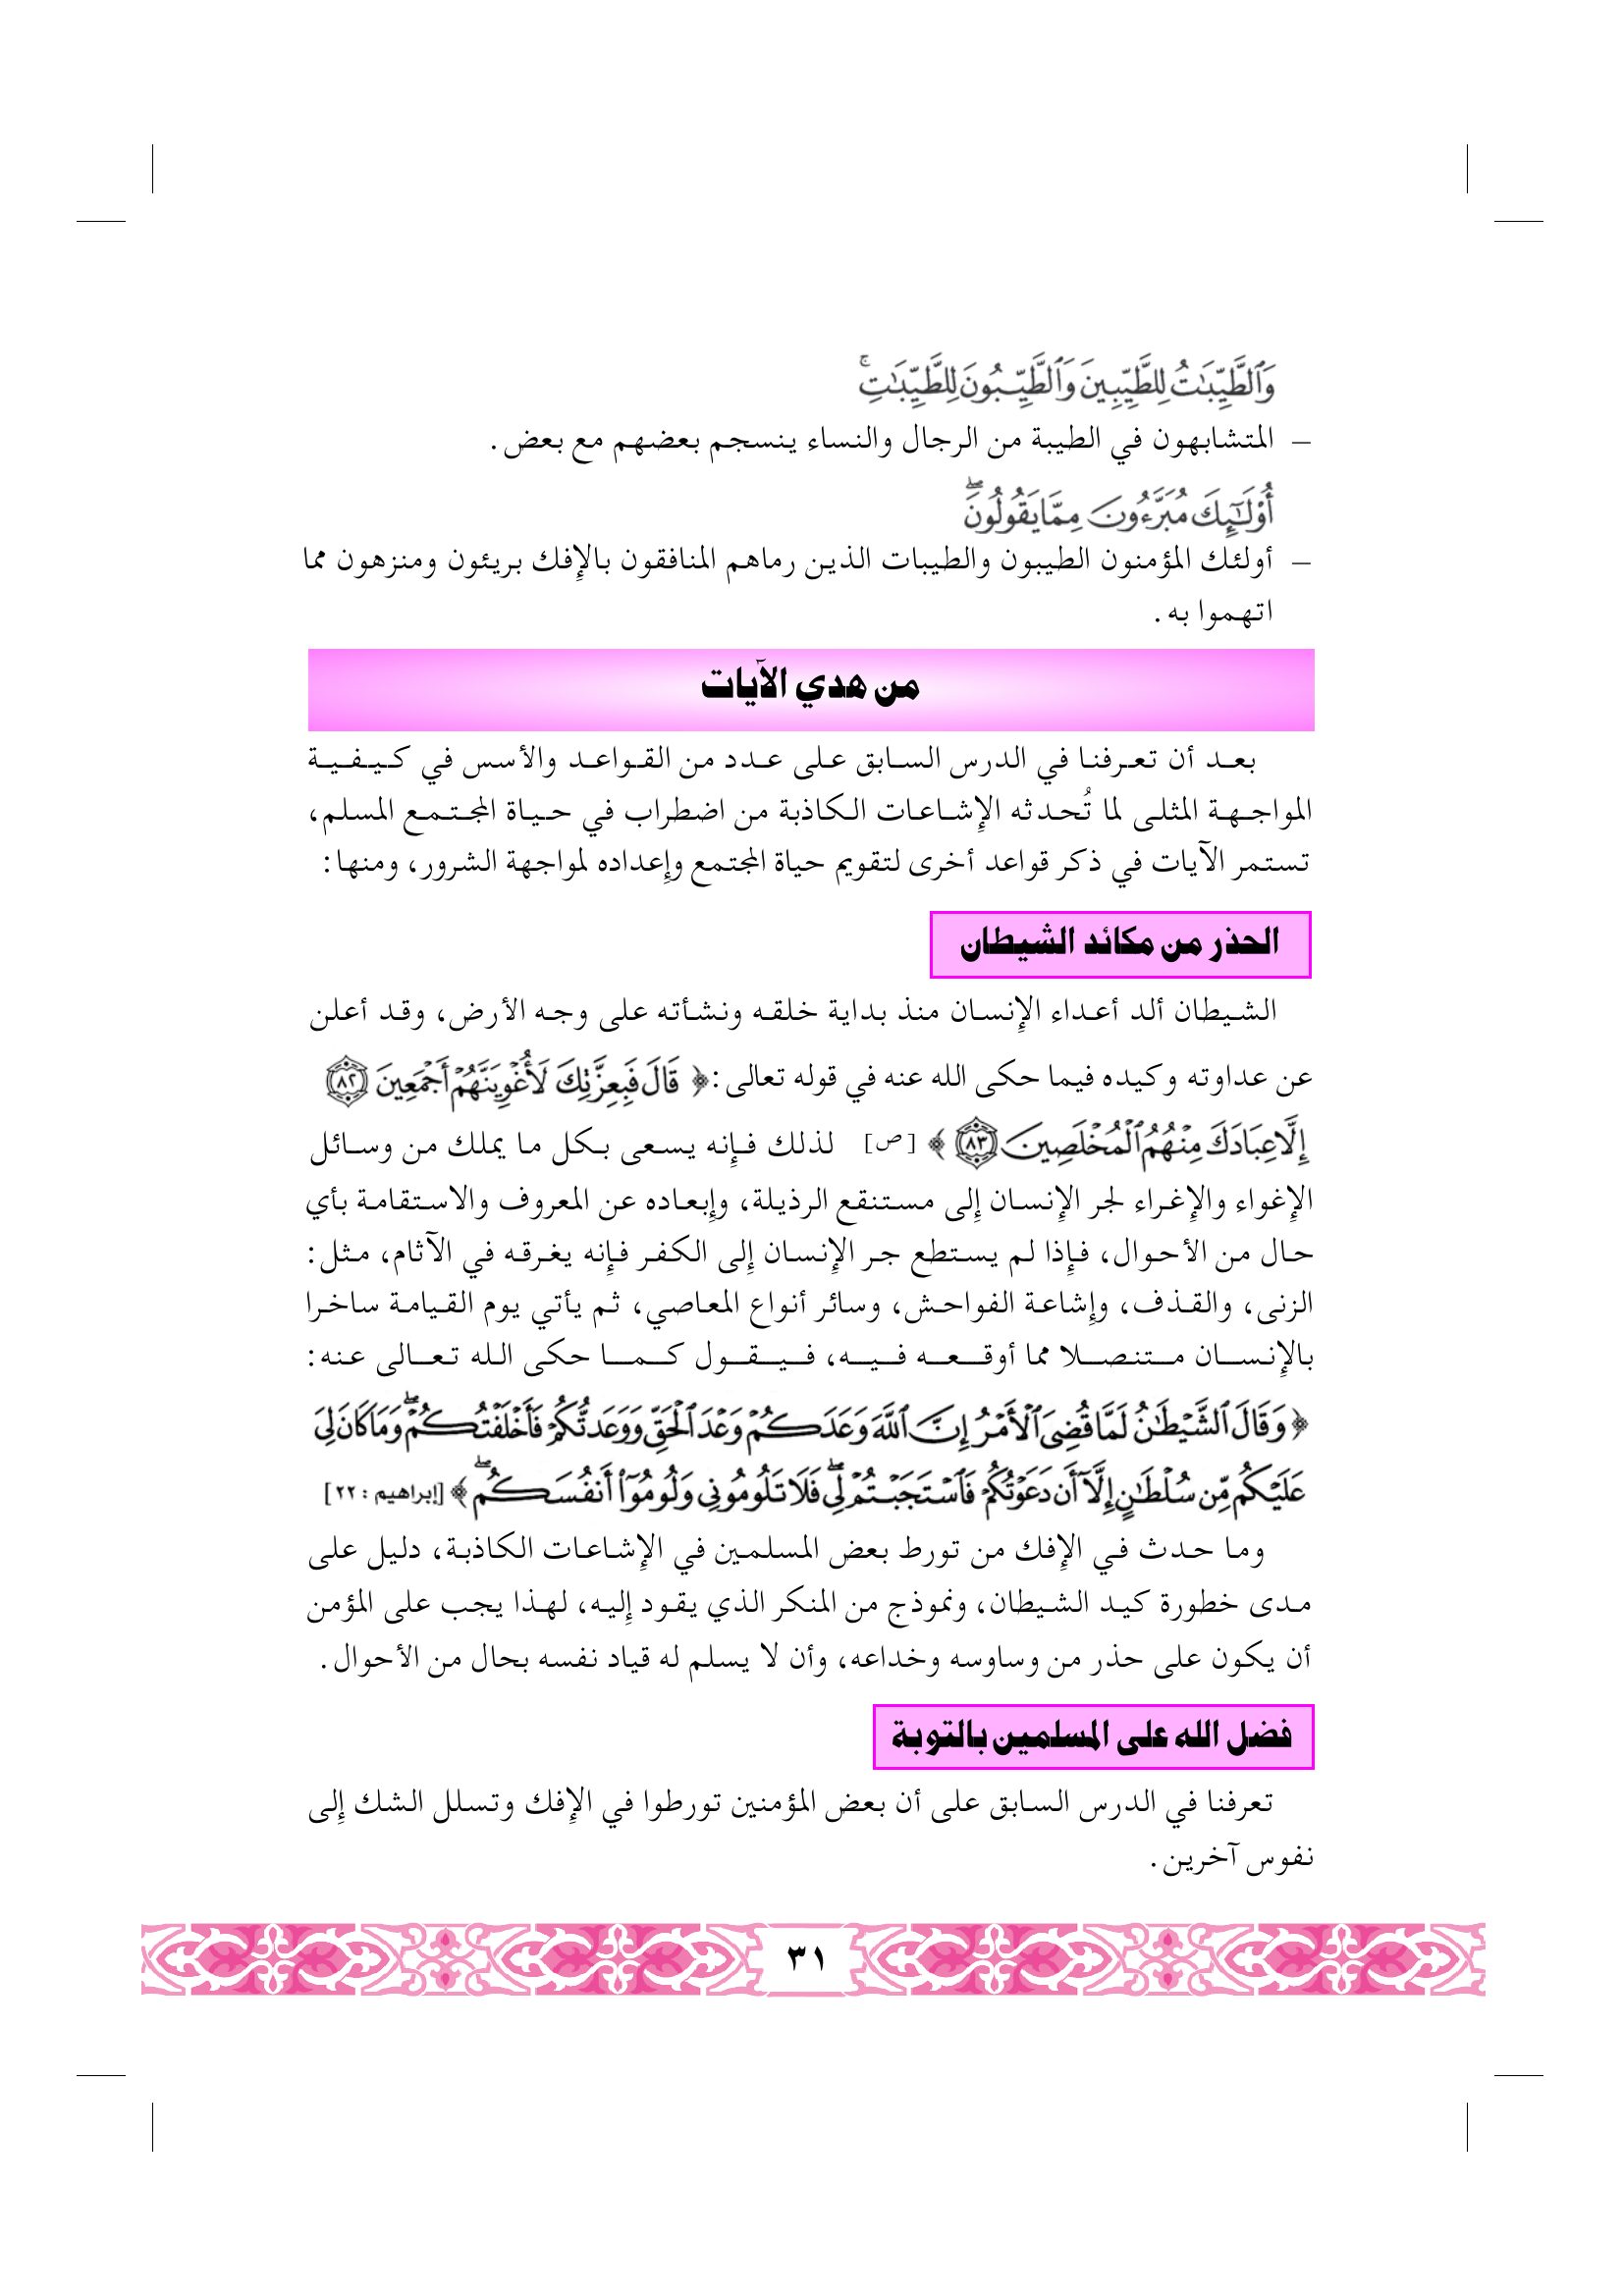 وَٱلطَّيِّبَٰتُ لِلطَّيِّبِينَ وَٱلطَّيِّبُونَ لِلطَّيِّبَٰتِۚ
– المتشابهون في الطيبة من الرجال والنساء ينسجم بعضهم مع بعض.
أُوْلَٰٓئِكَ مُبَرَّءُونَ مِمَّا يَقُولُونَۖ
– أولئك المؤمنون الطيبون والطيبات الذين رماهم المنافقون بالإفك بريئون ومنزهون مما
اتهموا به.
من هدي الآيات
بعد أن تعرفنا في الدرس السابق على عدد من القواعد والأسس في كيفية
المواجهة المثلى لما تُحدثه الإشاعات الكاذبة من اضطراب في حياة المجتمع المسلم،
تستمر الآيات في ذكر قواعد أخرى لتقويم حياة المجتمع وإعداده لمواجهة الشرور، ومنها:
الحذر من مكائد الشيطان
الشيطان ألد أعداء الإنسان منذ بداية خلقه ونشأته على وجه الأرض، وقد أعلن
عن عداوته وكيده فيما حكى الله عنه في قوله تعالى: ﴿ قَالَ فَبِعِزَّتِكَ لَأُغْوِيَنَّهُمْ أَجْمَعِينَ ٨٢
إِلَّا عِبَادَكَ مِنْهُمُ ٱلْمُخْلَصِينَ ٨٣ ﴾ [ص] لذلك فإنه يسعى بكل ما يملك من وسائل
الإغواء والإغراء لجر الإنسان إلى مستنقع الرذيلة، وإبعاده عن المعروف والاستقامة بأي
حال من الأحوال، فإذا لم يستطع جر الإنسان إلى الكفر فإنه يغرقه في الآثام، مثل:
الزنى، والقذف، وإشاعة الفواحش، وسائر أنواع المعاصي، ثم يأتي يوم القيامة ساخرا
بالإنسان متنصلا مما أوقعه فيه، فيقول كما حكى الله تعالى عنه:
﴿ وَقَالَ ٱلشَّيْطَٰنُ لَمَّا قُضِيَ ٱلْأَمْرُ إِنَّ ٱللَّهَ وَعَدَكُمْ وَعْدَ ٱلْحَقِّ وَوَعَدتُّكُمْ فَأَخْلَفْتُكُمْۖ وَمَا كَانَ لِيَ
عَلَيْكُم مِّن سُلْطَٰنٍ إِلَّآ أَن دَعَوْتُكُمْ فَٱسْتَجَبْتُمْ لِيۖ فَلَا تَلُومُونِي وَلُومُوٓاْ أَنفُسَكُمۖ ﴾ [إبراهيم : ٢٢]
وما حدث في الإفك من تورط بعض المسلمين في الإشاعات الكاذبة، دليل على
مدى خطورة كيد الشيطان، ونموذج من المنكر الذي يقود إليه، لهذا يجب على المؤمن
أن يكون على حذر من وساوسه وخداعه، وأن لا يسلم له قياد نفسه بحال من الأحوال.
فضل الله على المسلمين بالتوبة
تعرفنا في الدرس السابق على أن بعض المؤمنين تورطوا في الإفك وتسلل الشك إلى
نفوس آخرين.
٣١